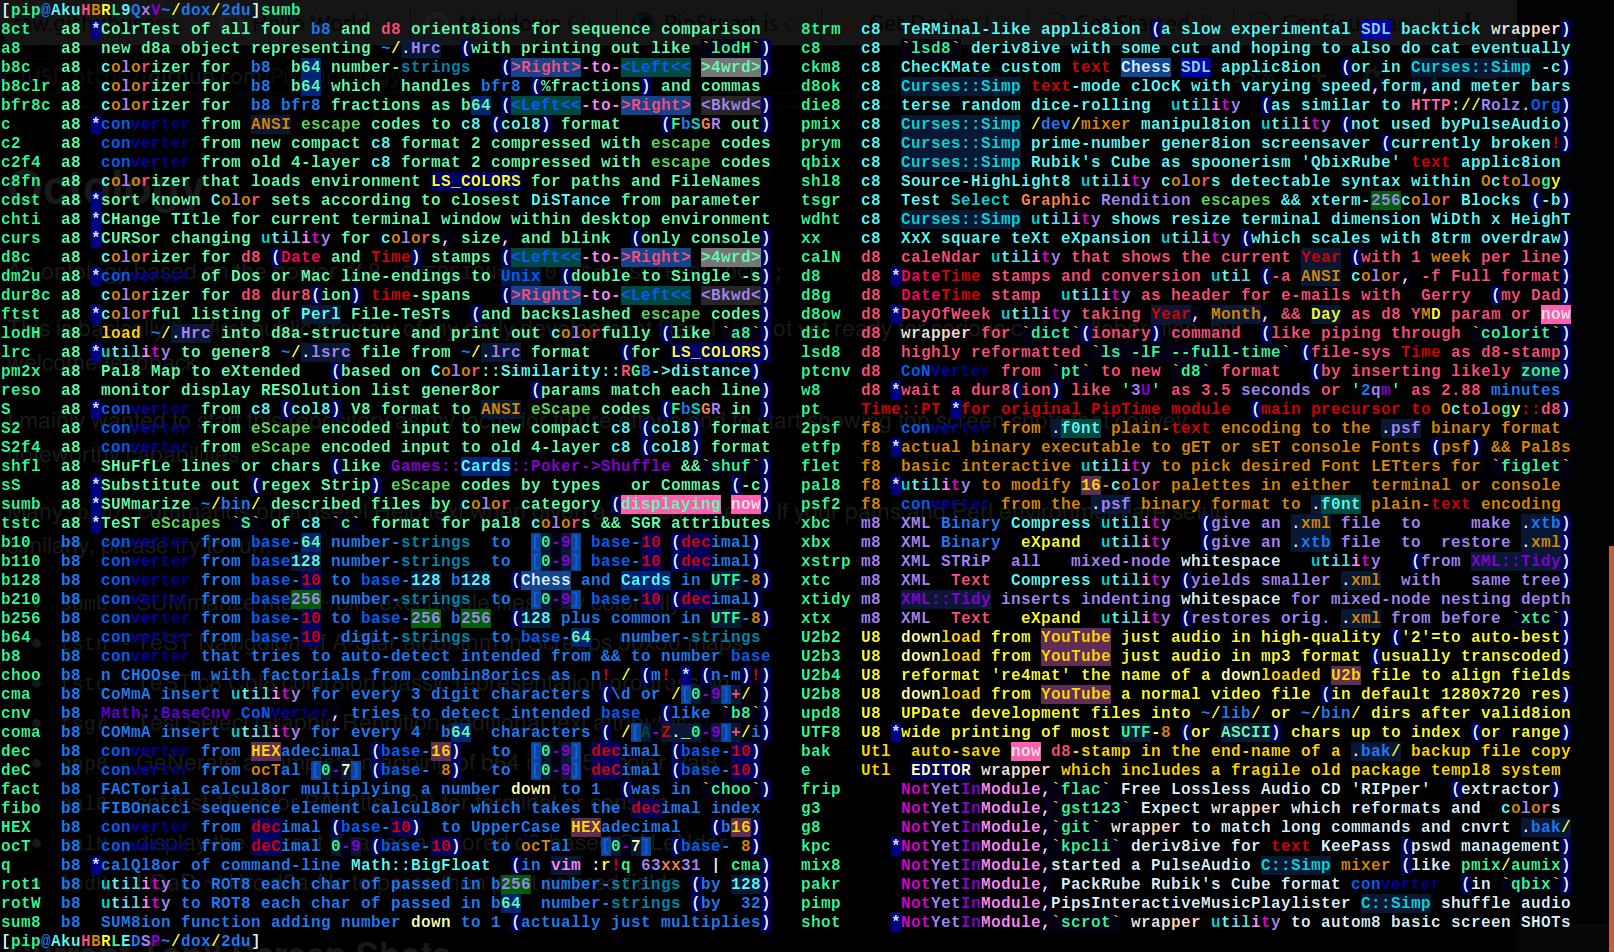 [pip@AkuHBRL9QxV~/dox/2du]sumb
8ct   a8 *ColrTest of all four b8 and d8 orient8ions for sequence comparison
a8    a8  new d8a object representing ~/.Hrc  (with printing out like `lodH`)
b8c   a8  colorizer for  b8  b64 number-strings   (>Right>-to-<Left<< >4wrd>)
b8clr a8  colorizer for  b8  b64 which  handles bfr8 (%fractions) and commas
bfr8c a8  colorizer for  b8 bfr8 fractions as b64 (<Left<<-to->Right> <Bkwd<)
c     a8 *converter from ANSI escape codes to c8 (col8) format    (FbSGR out)
c2    a8  converter from new compact c8 format 2 compressed with escape codes
c2f4  a8  converter from old 4-layer c8 format 2 compressed with escape codes
c8fn  a8  colorizer that loads environment LS_COLORS for paths and FileNames
cdst  a8 *sort known Color sets according to closest DiSTance from parameter
chti  a8 *CHange TItle for current terminal window within desktop environment
curs  a8 *CURSor changing utility for colors, size, and blink  (only console)
d8c   a8  colorizer for d8 (Date and Time) stamps (<Left<<-to->Right> >4wrd>)
dm2u  a8 *converter of Dos or Mac line-endings to Unix (double to Single -s)
dur8c a8  colorizer for d8 dur8(ion) time-spans   (>Right>-to-<Left<< <Bkwd<)
ftst  a8 *colorful listing of Perl File-TeSTs  (and backslashed escape codes)
lodH  a8  load ~/.Hrc into d8a-structure and print out colorfully (like `a8`)
lrc   a8 *utility to gener8 ~/.lsrc file from ~/.lrc format   (for LS_COLORS)
pm2x  a8  Pal8 Map to eXtended   (based on Color::Similarity::RGB->distance)
reso  a8  monitor display RESOlution list gener8or   (params match each line)
S     a8 *converter from c8 (col8) V8 format to ANSI eScape codes (FbSGR in )
S2    a8  converter from eScape encoded input to new compact c8 (col8) format
S2f4  a8  converter from eScape encoded input to old 4-layer c8 (col8) format
shfl  a8  SHuFfLe lines or chars (like Games::Cards::Poker->Shuffle &&`shuf`)
sS    a8 *Substitute out (regex Strip) eScape codes by types   or Commas (-c)
sumb  a8 *SUMmarize ~/bin/ described files by color category (displaying now)
tstc  a8 *TeST eScapes `S` of c8 `c` format for pal8 colors && SGR attributes
b10   b8  converter from base-64 number-strings  to  [0-9] base-10 (decimal)
b110  b8  converter from base128 number-strings  to  [0-9] base-10 (decimal)
b128  b8  converter from base-10 to base-128 b128  (Chess and Cards in UTF-8)
b210  b8  converter from base256 number-strings  to  [0-9] base-10 (decimal)
b256  b8  converter from base-10 to base-256 b256  (128 plus common in UTF-8)
b64   b8  converter from base-10  digit-strings to base-64   number-strings
b8    b8  converter that tries to auto-detect intended from && to number base
choo  b8  n CHOOse m with factorials from combin8ocions as  n! / (m! * (n-m)!)
cma   b8  CoMmA insert utility for every 3 digit characters (\d or /[0-9]+/ )
cnv   b8  Math::BaseCnv CoNVerter, tries to detect intended base  (like `b8`)
coma  b8  COMmA insert utility for every 4  b64  characters ( /[A-Z._0-9]+/i)
dec   b8  converter from HEXadecimal (base-16)   to  [0-9] decimal (base-10)
deC   b8  converter from ocTal [0-7] (base- 8)   to  [0-9] deCimal (base-10)
fact  b8  FACTorial calcul8or multiplying a number down to 1  (was in `choo`)
fibo  b8  FIBOnacci sequence element calcul8or which takes the decimal index
HEX   b8  converter from decimal (base-10)  to UpperCase HEXadecimal    (b16)
ocT   b8  converter from deCimal 0-9 (base-10)  to ocTal  [0-7]  (base- 8)
q     b8 *calQl8or of command-line Math::BigFloat  (in vim :r!q 63xx31 | cma)
rot1  b8  utility to ROT8 each char of passed in b256 number-strings (by 128)
rotW  b8  utility to ROT8 each char of passed in b64  number-strings (by  32)
sum8  b8  SUM8ion function adding number down to 1 (actually just multiplies)
[pip@AkuHBRLEDSP~/dox/2du]
8trm  c8  TeRMinal-like applic8ion (a slow experimental SDL backtick wrapper)
c8    c8  `lsd8` deriv8ive with some cut and hoping to also do cat eventually
ckm8  c8  ChecKMate custom text Chess SDL applic8ion  (or in Curses::Simp -c)
d8ok  c8  Curses::Simp text-mode clOcK with varying speed,form,and meter bars
die8  c8  terse random dice-rolling  utility  (as similar to HTTP://Rolz.Org)
pmix  c8  Curses::Simp /dev/mixer manipul8ion utility (not used byPulseAudio)
prym  c8  Curses::Simp prime-number gener8ion screensaver (currently broken!)
qbix  c8  Curses::Simp Rubik's Cube as spoonerism 'QbixRube' text applic8ion
shl8  c8  Source-HighLight8 utility colors detectable syntax within Octology
tsgr  c8  Test Select Graphic Rendition escapes && xterm-256color Blocks (-b)
wdht  c8  Curses::Simp utility shows resize terminal dimension WiDth x HeighT
xx    c8  XxX square teXt eXpansion utility (which scales with 8trm overdraw)
calN  d8  caleNdar utility that shows the current Year (with 1 week per line)
d8    d8 *DateTime stamps and conversion util (-a ANSI color, -f Full format)
d8g   d8  DateTime stamp  utility as header for e-mails with  Gerry  (my Dad)
d8ow  d8 *DayOfWeek utility taking Year, Month, && Day as d8 YMD param or now
dic   d8  wrapper for `dict`(ionary) command  (like piping through `colorit`)
lsd8  d8  highly reformatted `ls -lF --full-time` (file-sys Time as d8-stamp)
ptcnv d8  CoNVerter from `pt` to new `d8` format   (by inserting likely zone)
w8    d8 *wait a dur8(ion) like '3U' as 3.5 seconds or '2qm' as 2.88 minutes
pt    Time::PT *for original PipTime module  (main precursor to Octology::d8)
2psf  f8  converter from .f0nt plain-text encoding to the .psf binary format
etfp  f8 *actual binary executable to gET or sET console Fonts (psf) && Pal8s
flet  f8  basic interactive utility to pick desired Font LETters for `figlet`
pal8  f8 *utility to modify 16-color palettes in either  terminal or console
psf2  f8  converter from the .psf binary format to .f0nt plain-text encoding
xbc   m8  XML Binary Compress utility   (give an .xml file  to     make .xtb)
xbx   m8  XML Binary  eXpand utility    (give an .xtb file  to  restore .xml)
xstrp m8  XML STRiP  all   mixed-node whitespace   utility    (from XML::Tidy)
xtc   m8  XML  Text  Compress utility (yields smaller .xml  with   same tree)
xtidy m8  XML::Tidy inserts indenting whitespace for mixed-node nesting depth
xtx   m8  XML  Text   eXpand  utility (restores orig. .xml from before `xtc`)
U2b2  U8  download from YouTube just audio in high-quality ('2'=to auto-best)
U2b3  U8  download from YouTube just audio in mp3 format (usually transcoded)
U2b4  U8  reformat 're4mat' the name of a downloaded U2b file to align fields
U2b8  U8  download from YouTube a normal video file (in default 1280x720 res)
upd8  U8  UPDate development files into ~/lib/ or ~/bin/ dirs after valid8ion
UTF8  U8 *wide printing of most UTF-8 (or ASCII) chars up to index (or range)
bak   Utl  auto-save now d8-stamp in the end-name of a .bak/ backup file copy
e     Utl  EDITOR wrapper which includes a fragile old package templ8 system
frip      NotYetInModule,`flac` Free Lossless Audio CD 'RIPper'  (extractor)
g3        NotYetInModule,`gst123` Expect wrapper which reformats and  colors
g8        NotYetInModule,`git` wrapper to match long commands and cnvrt .bak/
kpc      *NotYetInModule,`kpcli` deriv8ive for text KeePass (pswd management)
mix8      NotYetInModule,started a PulseAudio C::Simp mixer (like pmix/aumix)
pakr      NotYetInModule, PackRube Rubik's Cube format converter  (in `qbix`)
pimp      NotYetInModule,PipsInteractiveMusicPlaylister C::Simp shuffle audio
shot     *NotYetInModule,`scrot` wrapper utility to autom8 basic screen SHOTs